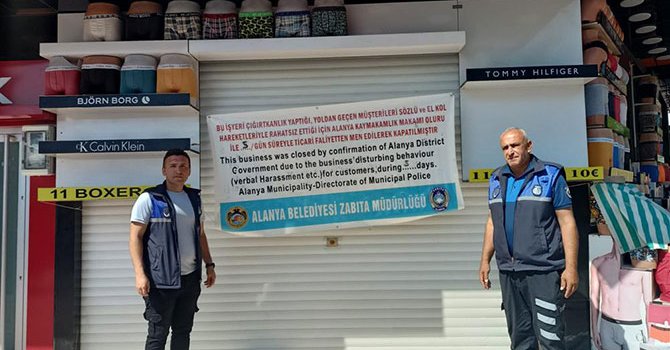 BJÖRN BORG
Calvin Klein
11 BOXER
TOMMY HILFIGER
11
10€
BU İŞYERİ ÇIĞIRTKANLIK YAPTIĞI, YOLDAN GEÇEN MÜŞTERİLERİ SÖZLÜ ve EL KOL
HAREKETLERİYLE RAHATSIZ ETTİĞİ İÇİN ALANYA KAYMAKAMLIK MAKAMI OLURU
İLE 3 /GÜN SÜREYLE TİCARİ FALİYETTEN MEN EDİLEREK KAPATILMIŞTIR
This business was closed by confirmation of Alanya District
Government due to the business'disturbing behaviour
(verbal Harassment etc.)for customers,during.......days.
Alanya Municipality-Directorate of Municipal Police
ALANYA BELEDİYESİ ZABITA MÜDÜRLÜĞÜ